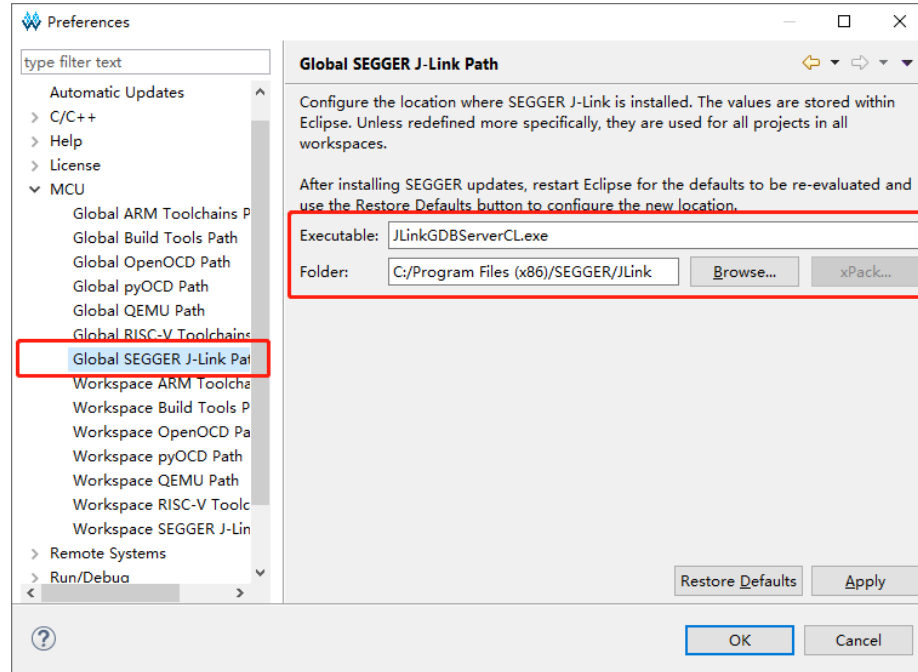 Preferences
type filter text
Global SEGGER J-Link Path
Automatic Updates
C/C++
Help
License
MCU
Global ARM Toolchains P
Global Build Tools Path
Global OpenOCD Path
Global pyOCD Path
Global QEMU Path
Global RISC-V Toolchains
Global SEGGER J-Link Pat
Workspace ARM Toolcha
Workspace Build Tools P
Workspace OpenOCD Pa
Workspace pyOCD Path
Workspace QEMU Path
Workspace RISC-V Toolc
Workspace SEGGER J-Lin
Remote Systems
Run/Debug
Configure the location where SEGGER J-Link is installed. The values are stored within
Eclipse. Unless redefined more specifically, they are used for all projects in all
workspaces.
After installing SEGGER updates, restart Eclipse for the defaults to be re-evaluated and
use the Restore Defaults button to configure the new location.
Executable: JLinkGDBServerCL.exe
Folder: C:/Program Files (x86)/SEGGER/JLink Browse... xPack...
Restore Defaults Apply
? OK Cancel